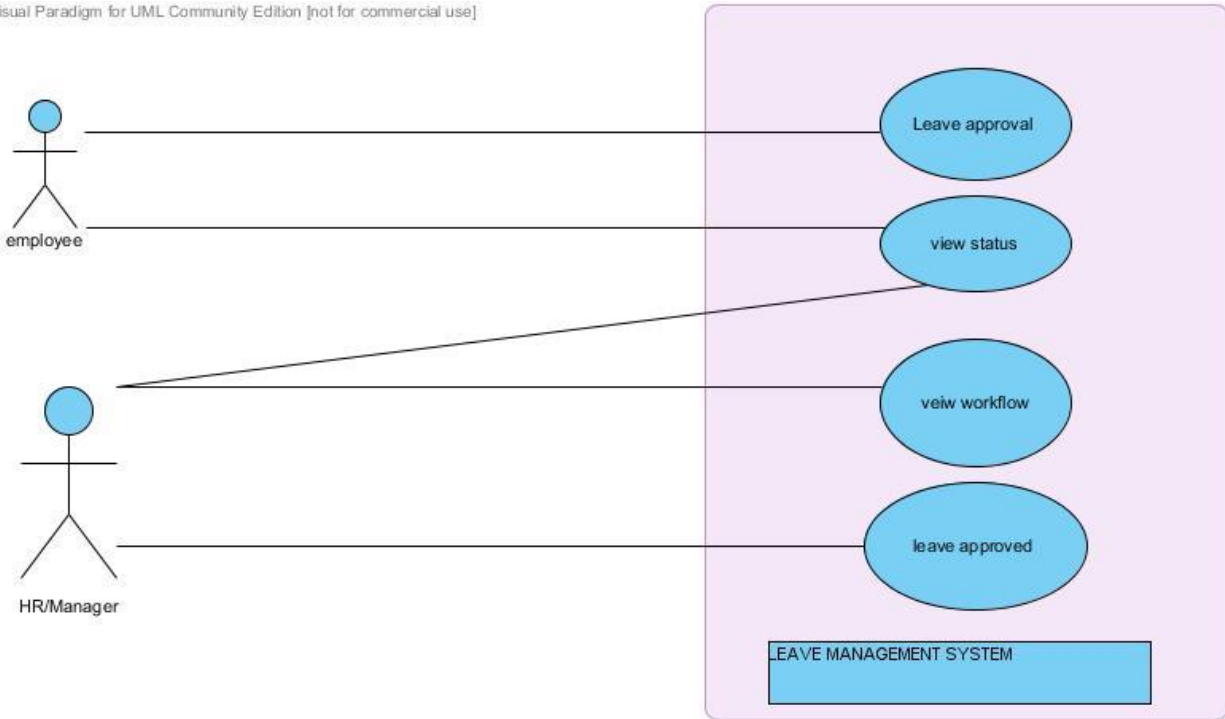 isual Paradigm for UML Community Edition [not for commercial use]
Leave approval
employee
view status
veiw workflow
leave approved
HR/Manager
LEAVE MANAGEMENT SYSTEM